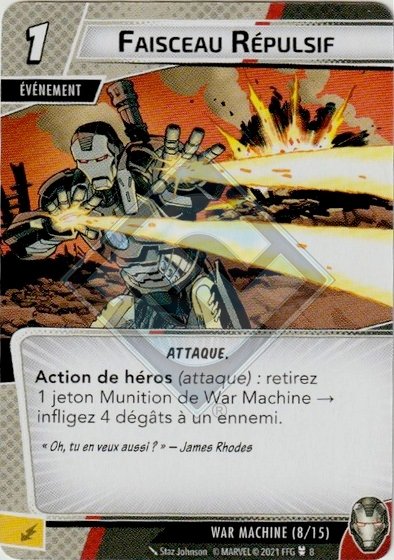 1
FAISCEAU RÉPULSIF
ÉVÉNEMENT
ATTAQUE.
Action de héros (attaque) : retirez
1 jeton Munition de War Machine →
infligez 4 dégâts à un ennemi.
« Oh, tu en veux aussi ? » — James Rhodes
WAR MACHINE (8/15)
Staz Johnson © MARVEL © 2021 FFG 8